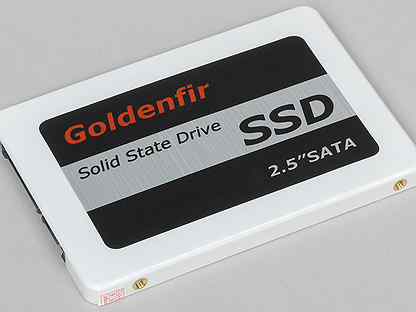 Goldenfir
Solid State Drive
SSD
2.5"SATA